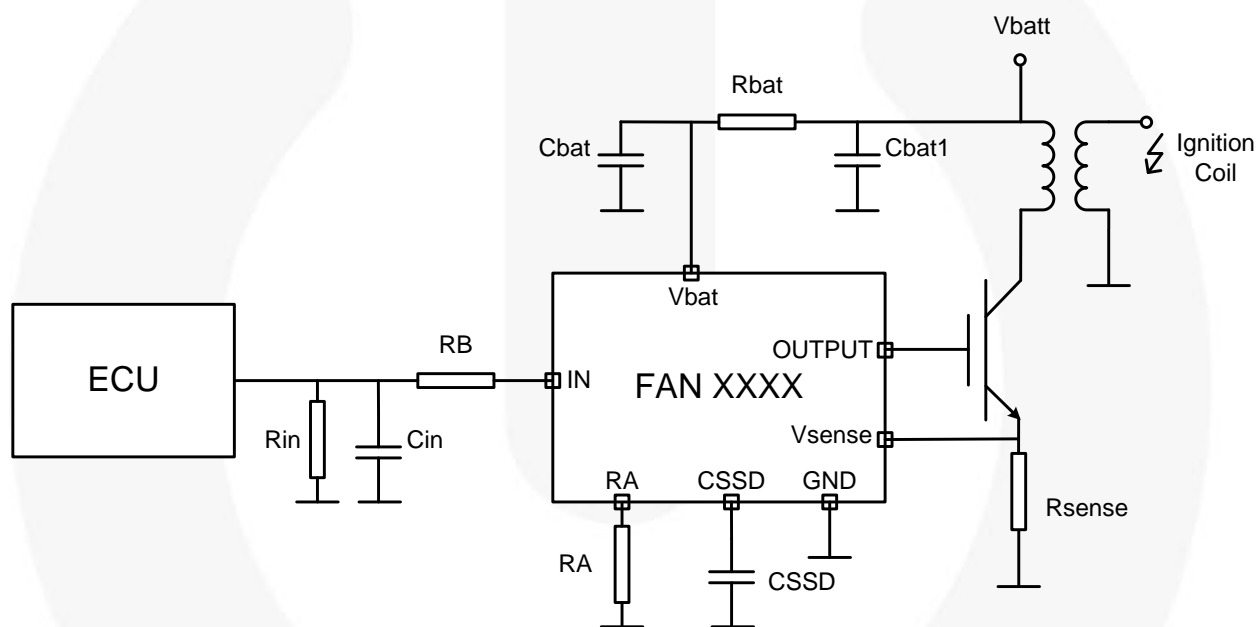 Vbatt
Rbat
Cbat
Cbat1
Ignition
Coil
Vbat
ECU
RB
IN
OUTPUT
FAN XXXX
Rin
Cin
Vsense
RA
CSSD
GND
Rsense
RA
CSSD